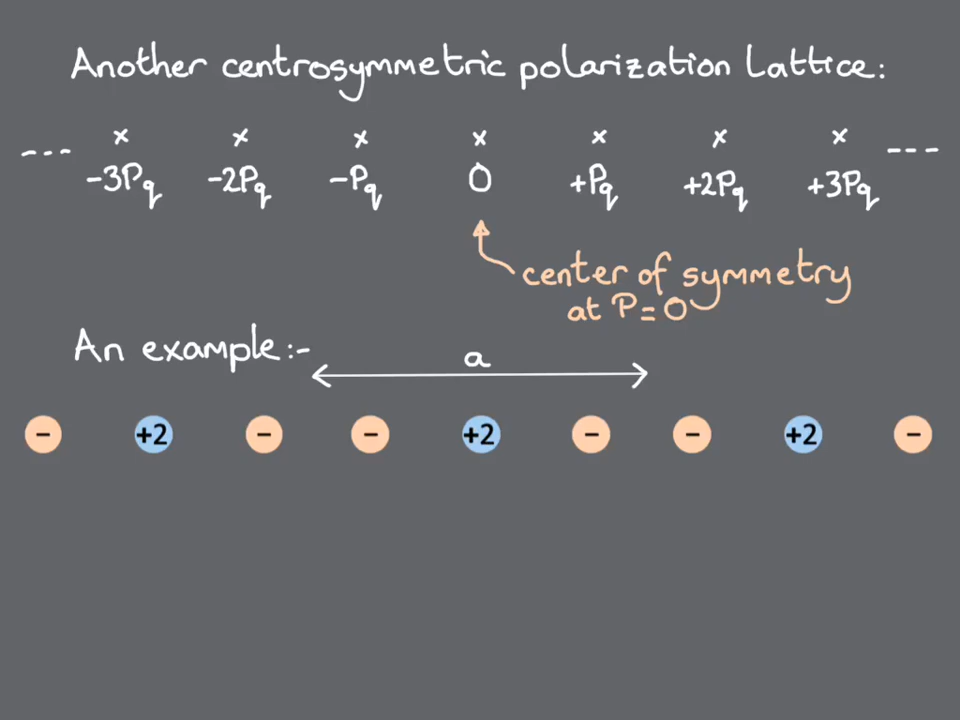 Another centrosymmetric polarization lattice:
--- × × × × × × × ---
-3Pq -2Pq -Pq 0 +Pq +2Pq +3Pq
center of symmetry
at P=0
An example:-
a
- +2 - - +2 - - +2 -